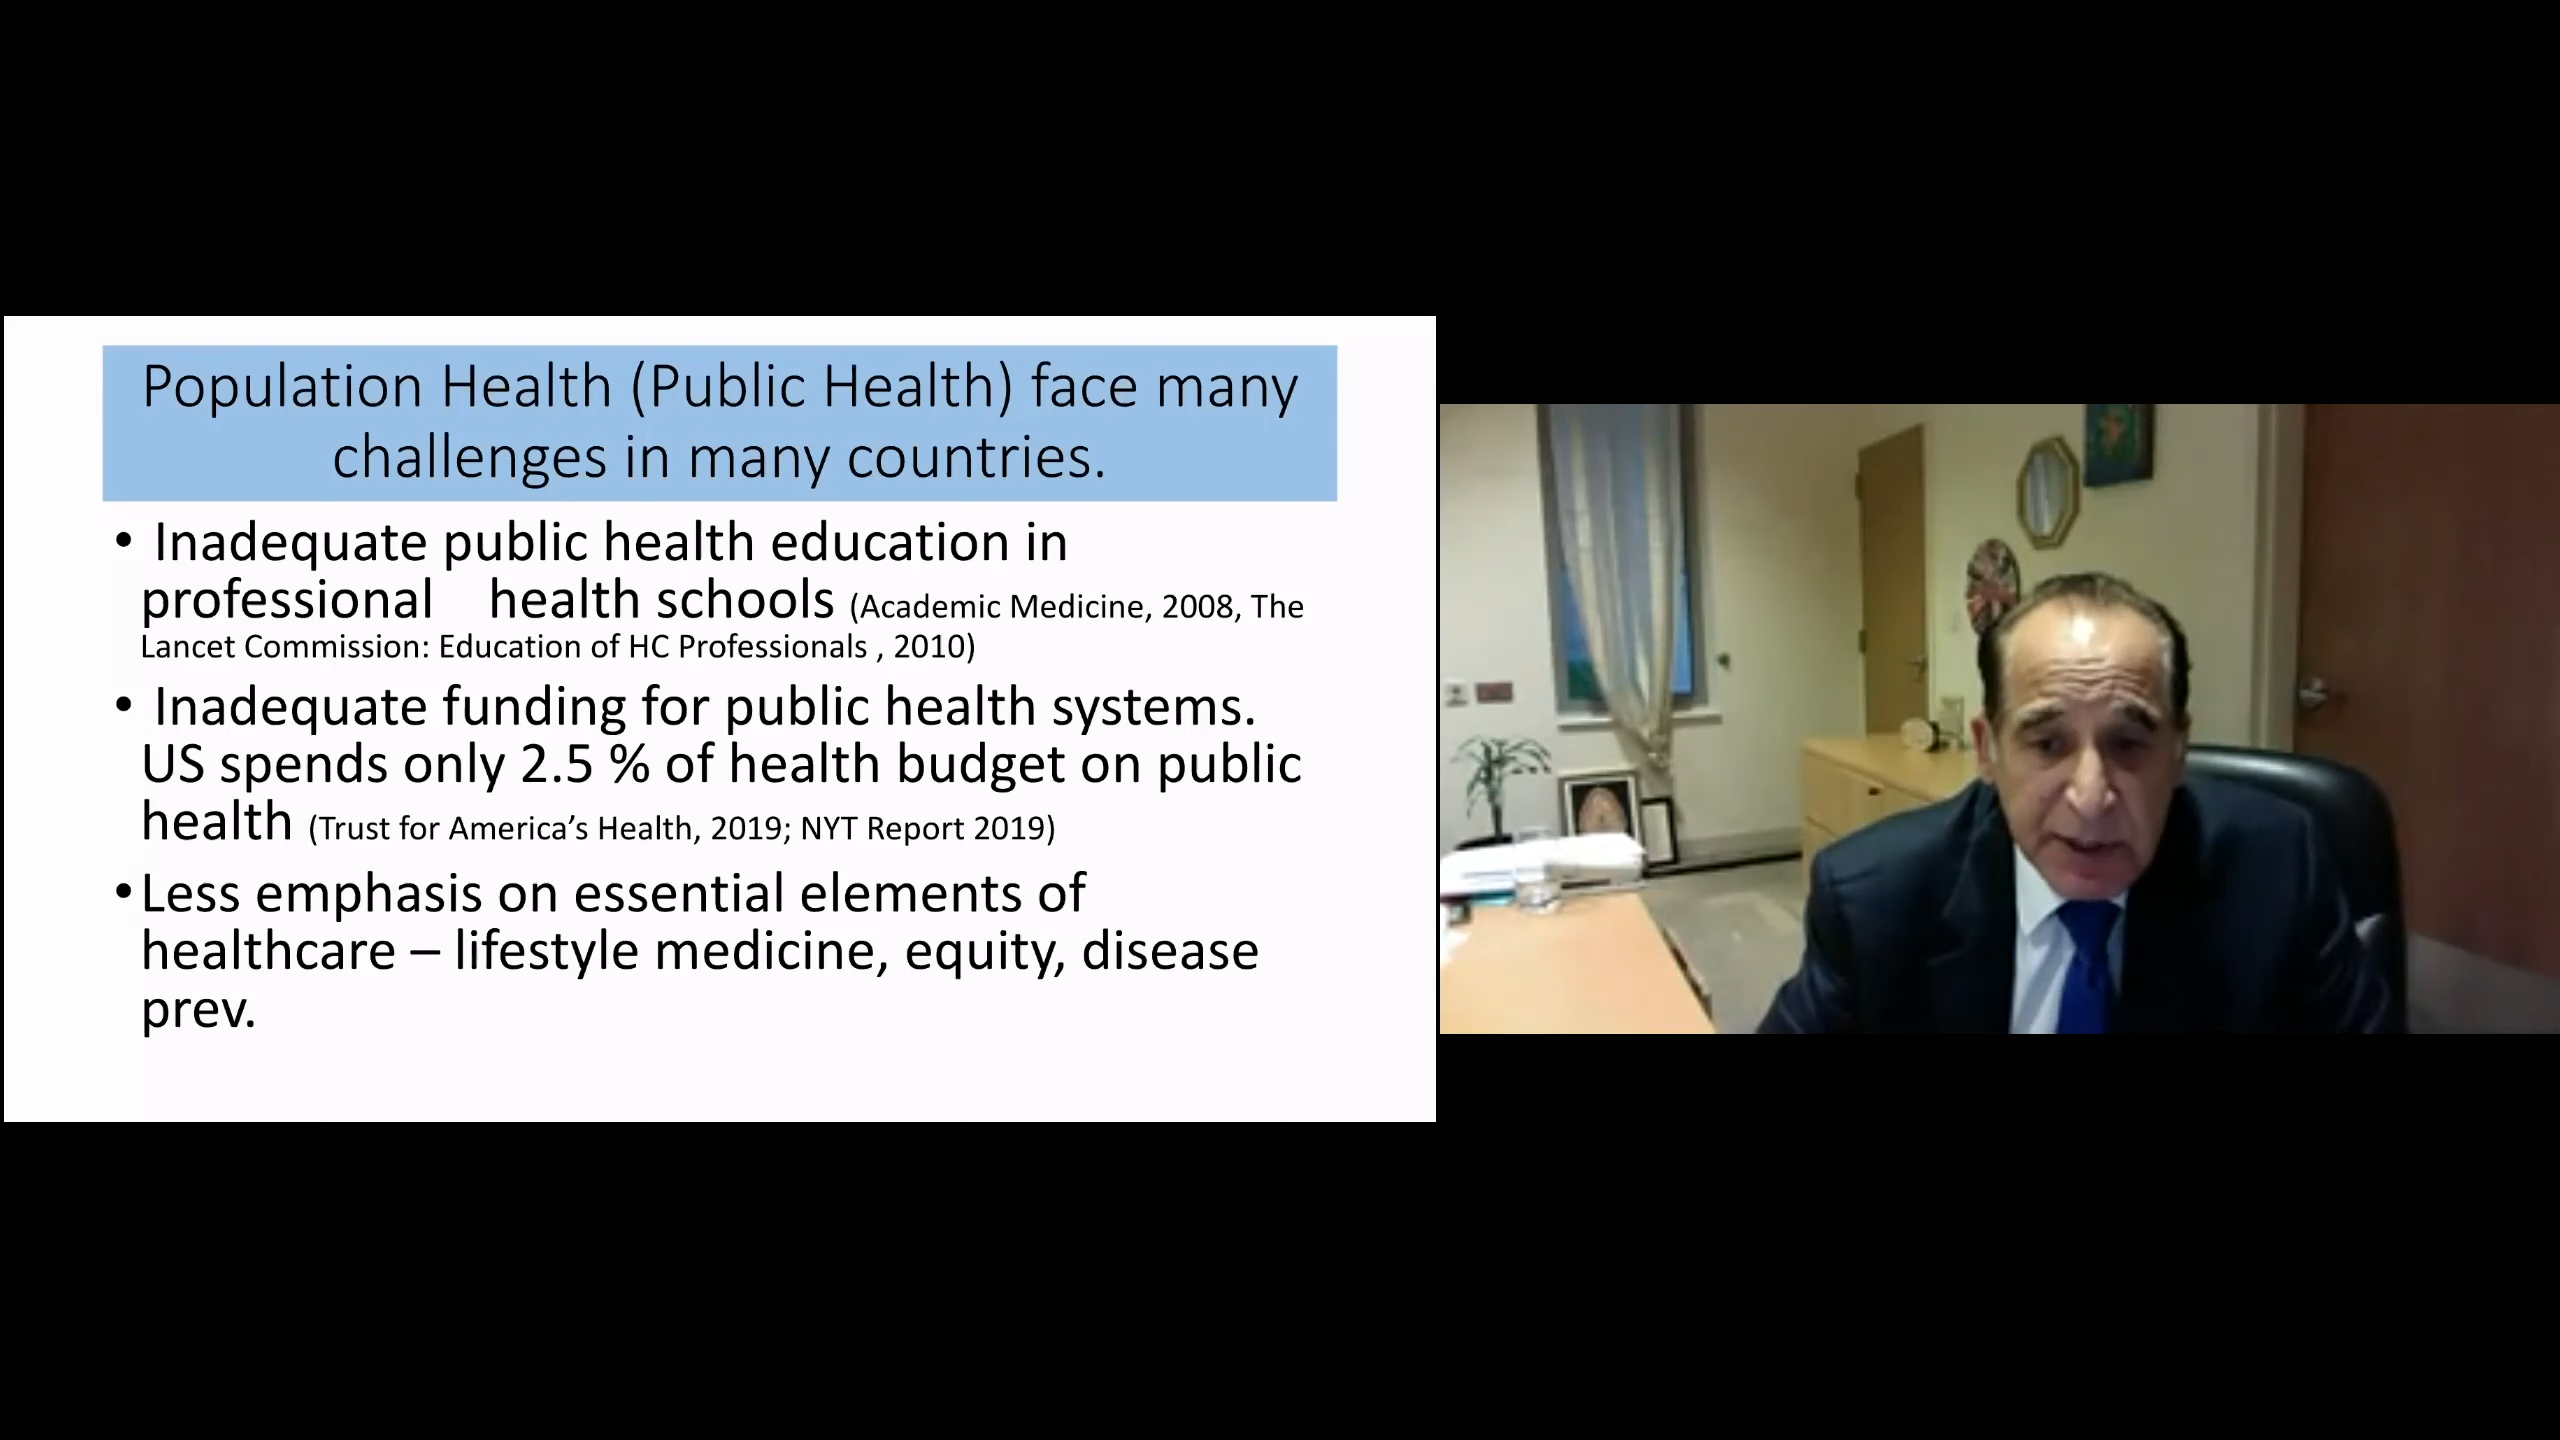 Population Health (Public Health) face many
challenges in many countries.
• Inadequate public health education in
professional health schools (Academic Medicine, 2008, The
Lancet Commission: Education of HC Professionals , 2010)
• Inadequate funding for public health systems.
US spends only 2.5 % of health budget on public
health (Trust for America’s Health, 2019; NYT Report 2019)
• Less emphasis on essential elements of
healthcare – lifestyle medicine, equity, disease
prev.